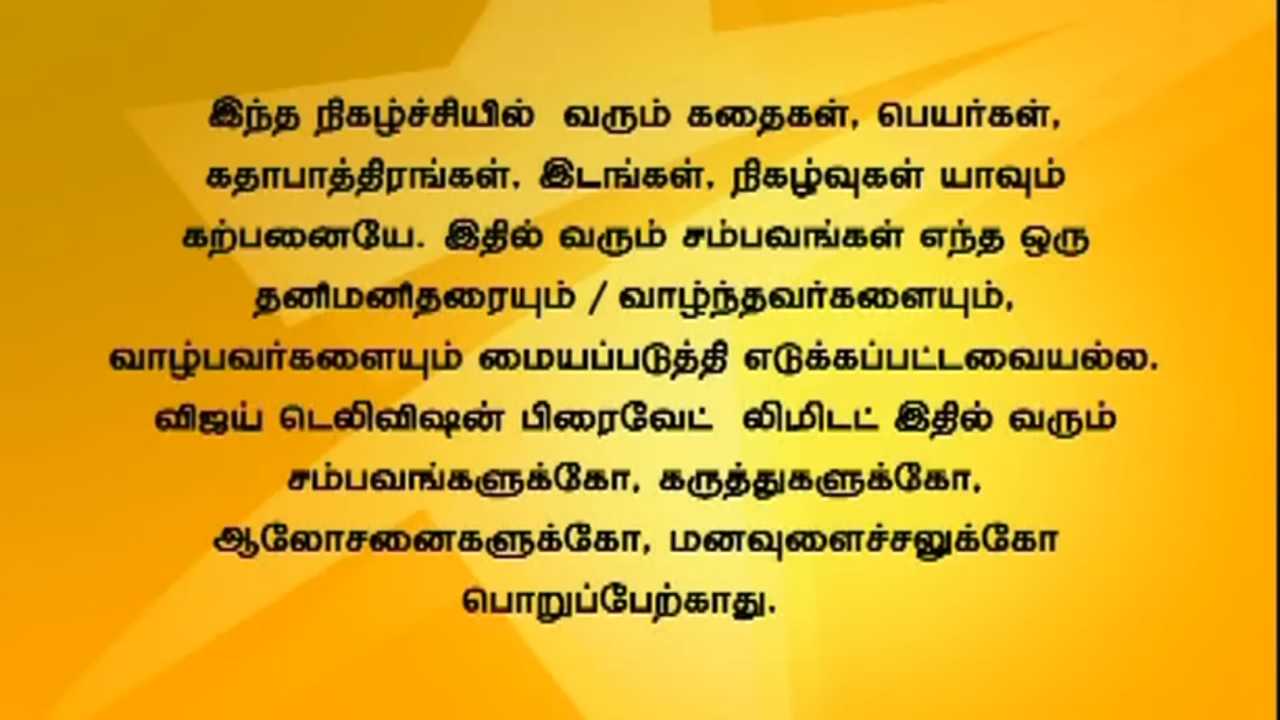 இந்த நிகழ்ச்சியில் வரும் கதைகள், பெயர்கள்,
கதாபாத்திரங்கள், இடங்கள், நிகழ்வுகள் யாவும்
கற்பனையே. இதில் வரும் சம்பவங்கள் எந்த ஒரு
தனிமனிதரையும் / வாழ்ந்தவர்களையும்,
வாழ்பவர்களையும் மையப்படுத்தி எடுக்கப்பட்டவையல்ல.
விஜய் டெலிவிஷன் பிரைவேட் லிமிடட் இதில் வரும்
சம்பவங்களுக்கோ, கருத்துகளுக்கோ,
ஆலோசனைகளுக்கோ, மனவுளைச்சலுக்கோ
பொறுப்பேற்காது.